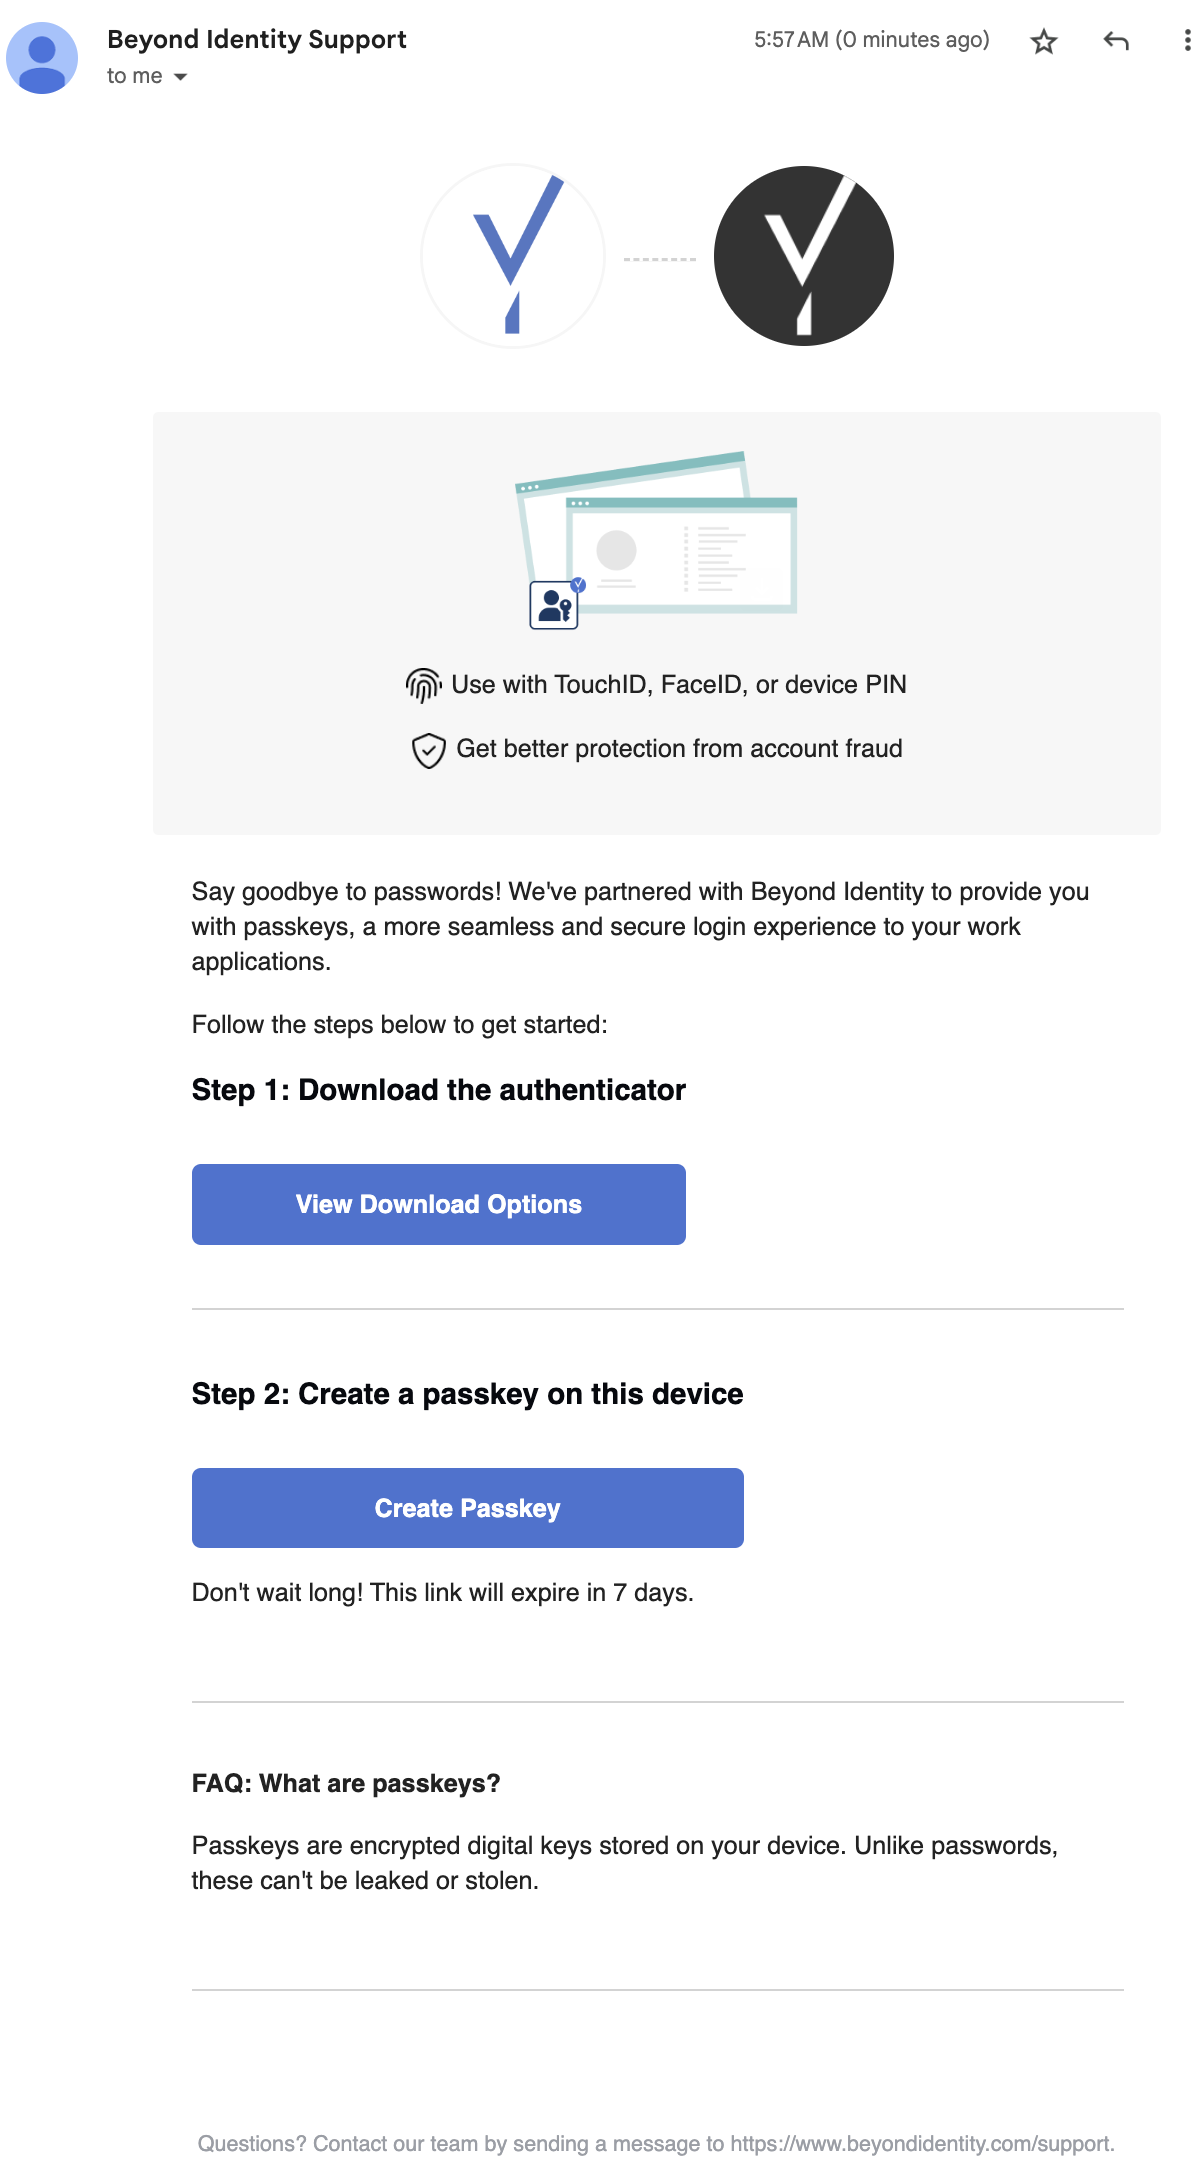 Beyond Identity Support
5:57 AM (0 minutes ago)
to me
Use with TouchID, FaceID, or device PIN
Get better protection from account fraud
Say goodbye to passwords! We've partnered with Beyond Identity to provide you
with passkeys, a more seamless and secure login experience to your work
applications.
Follow the steps below to get started:
Step 1: Download the authenticator
View Download Options
Step 2: Create a passkey on this device
Create Passkey
Don't wait long! This link will expire in 7 days.
FAQ: What are passkeys?
Passkeys are encrypted digital keys stored on your device. Unlike passwords,
these can't be leaked or stolen.
Questions? Contact our team by sending a message to https://www.beyondidentity.com/support.